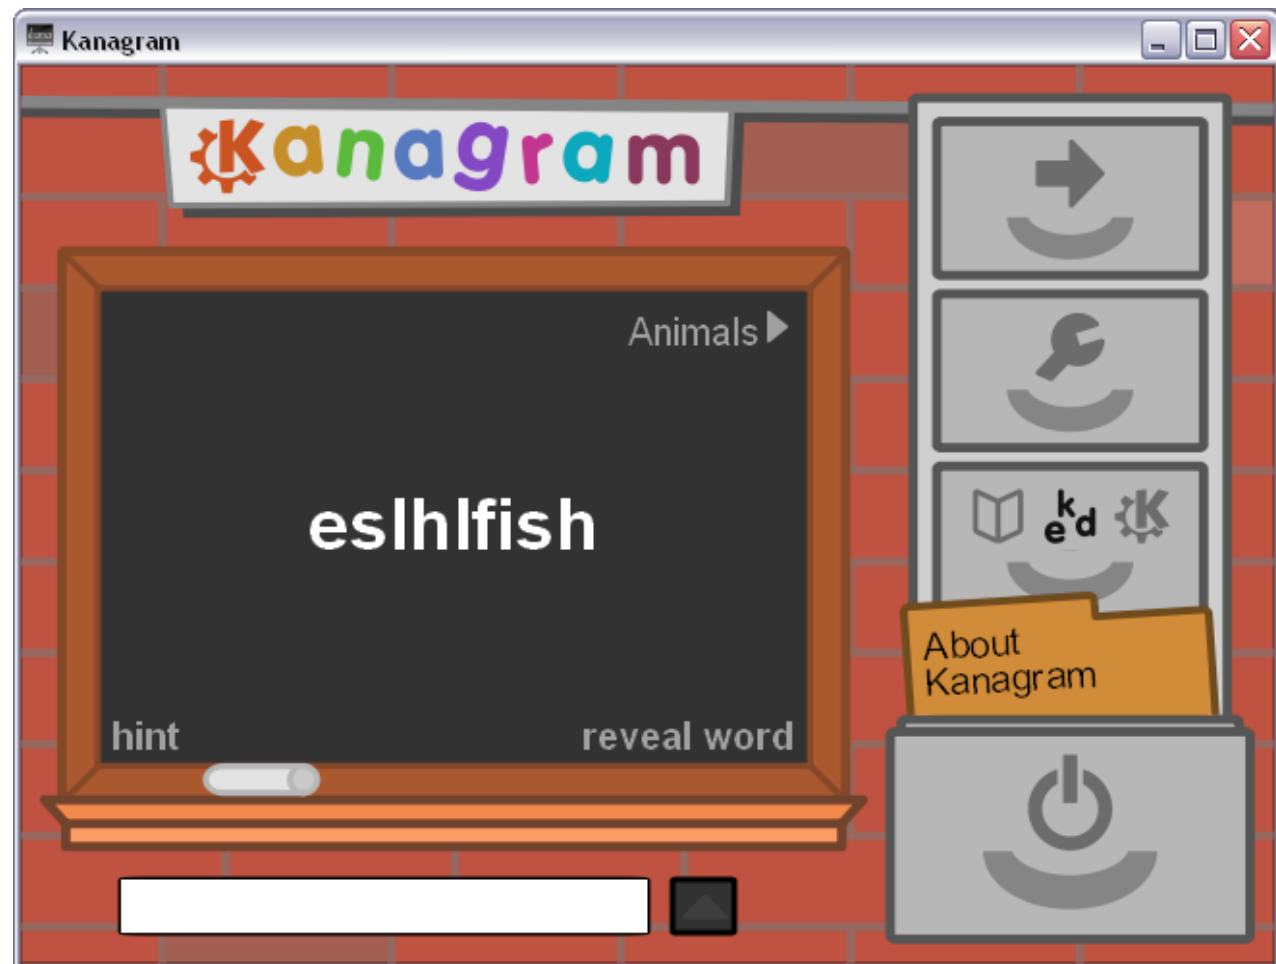 Kanagram
Kanagram
Animals
eslhlfish
hint
reveal word
e k d K
About
Kanagram